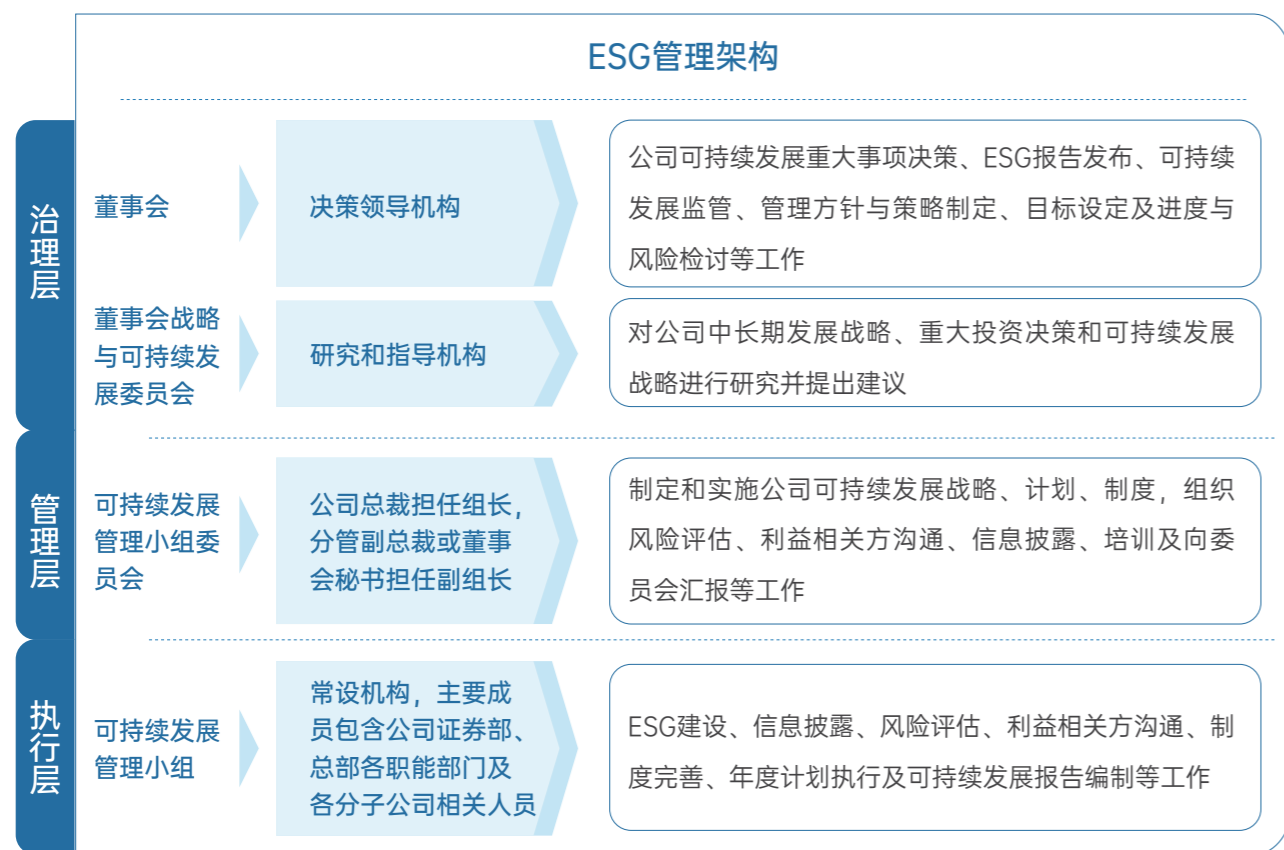 ESG管理架构
治理层
董事会
决策领导机构
公司可持续发展重大事项决策、ESG报告发布、可持续
发展监管、管理方针与策略制定、目标设定及进度与
风险检讨等工作
董事会战略
与可持续发
展委员会
研究和指导机构
对公司中长期发展战略、重大投资决策和可持续发展
战略进行研究并提出建议
管理层
可持续发展
管理小组委
员会
公司总裁担任组长，
分管副总裁或董事
会秘书担任副组长
制定和实施公司可持续发展战略、计划、制度，组织
风险评估、利益相关方沟通、信息披露、培训及向委
员会汇报等工作
执行层
可持续发展
管理小组
常设机构，主要成
员包含公司证券部、
总部各职能部门及
各分子公司相关人员
ESG建设、信息披露、风险评估、利益相关方沟通、制
度完善、年度计划执行及可持续发展报告编制等工作